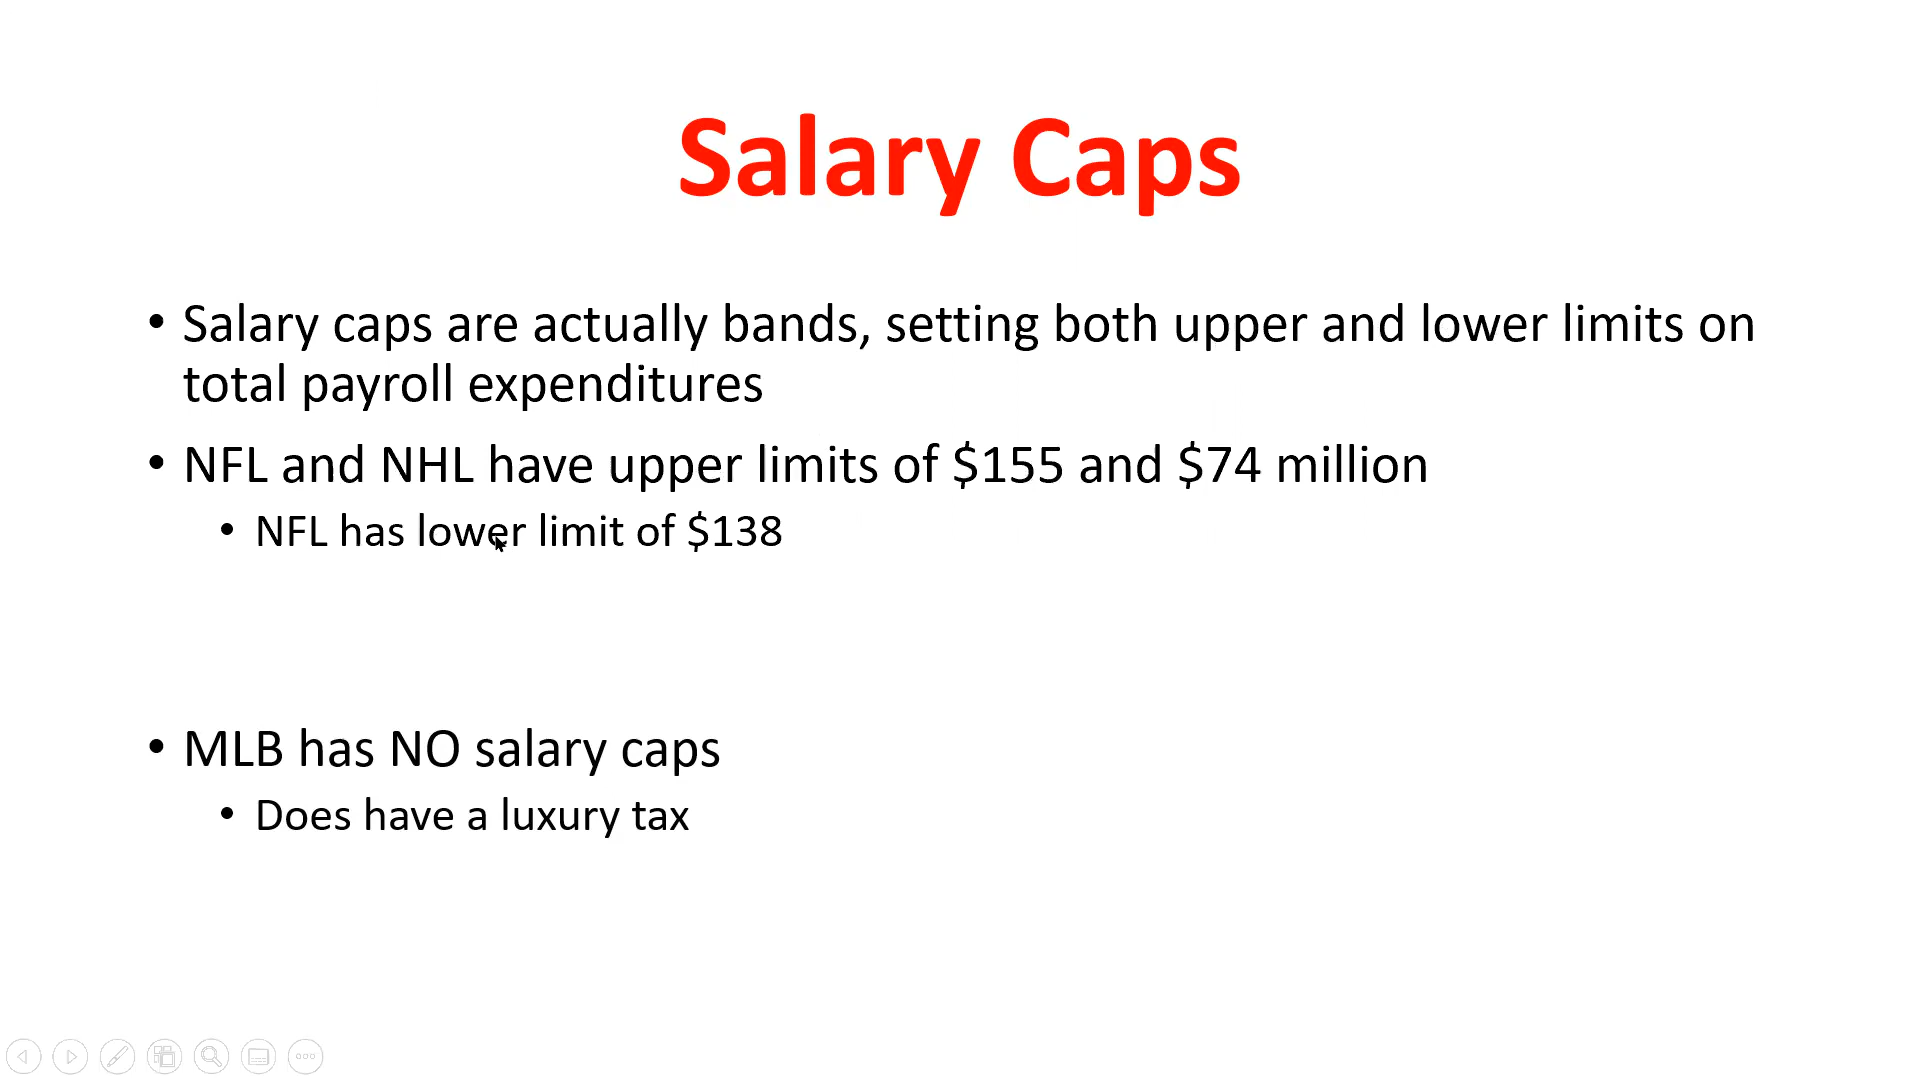 Salary Caps
• Salary caps are actually bands, setting both upper and lower limits on
total payroll expenditures
• NFL and NHL have upper limits of $155 and $74 million
• NFL has lower limit of $138
• MLB has NO salary caps
• Does have a luxury tax